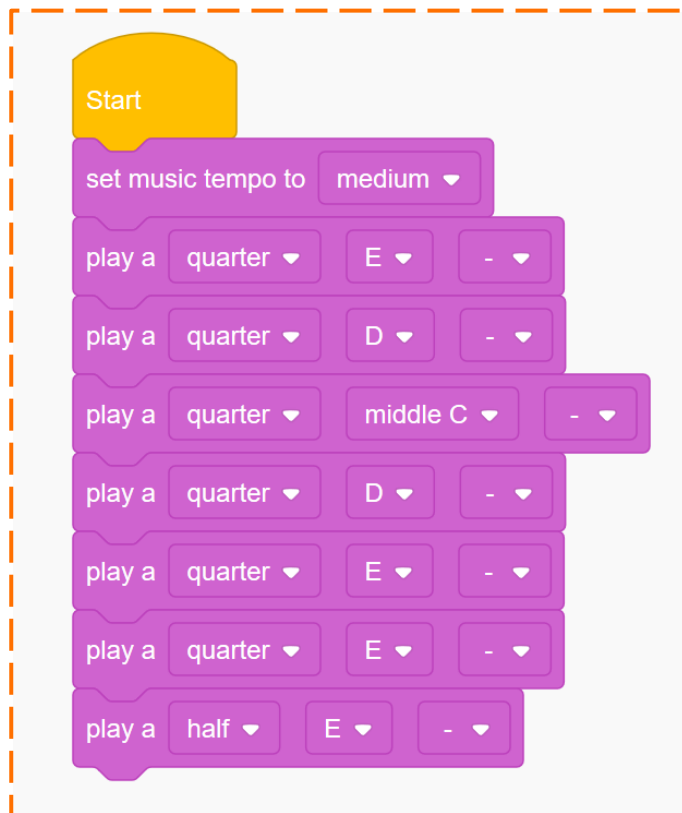 Start
set music tempo to medium
play a quarter E -
play a quarter D -
play a quarter middle C -
play a quarter D -
play a quarter E -
play a quarter E -
play a half E -